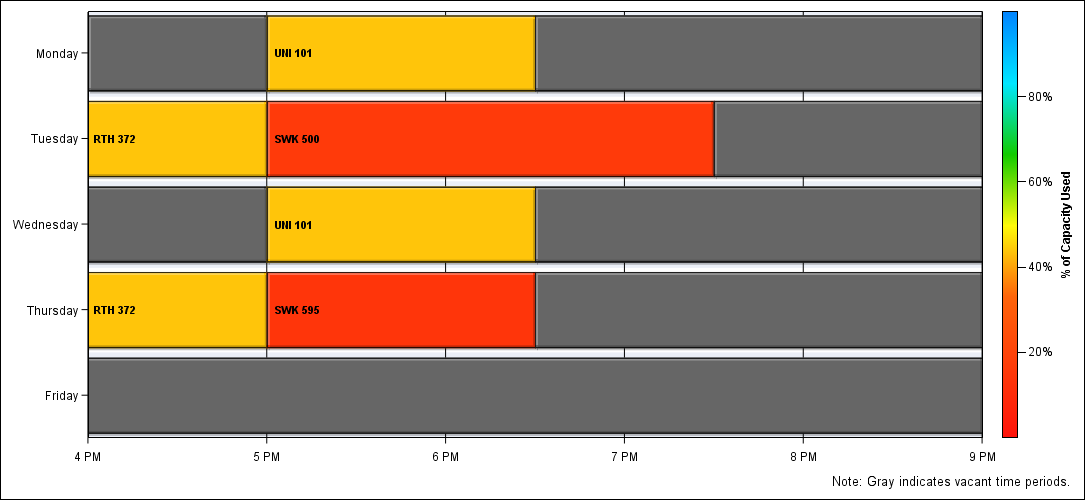 Monday
UNI 101
Tuesday
RTH 372
SWK 500
Wednesday
UNI 101
Thursday
RTH 372
SWK 595
Friday
4 PM
5 PM
6 PM
7 PM
8 PM
9 PM
80%
60%
40%
20%
% of Capacity Used
Note: Gray indicates vacant time periods.